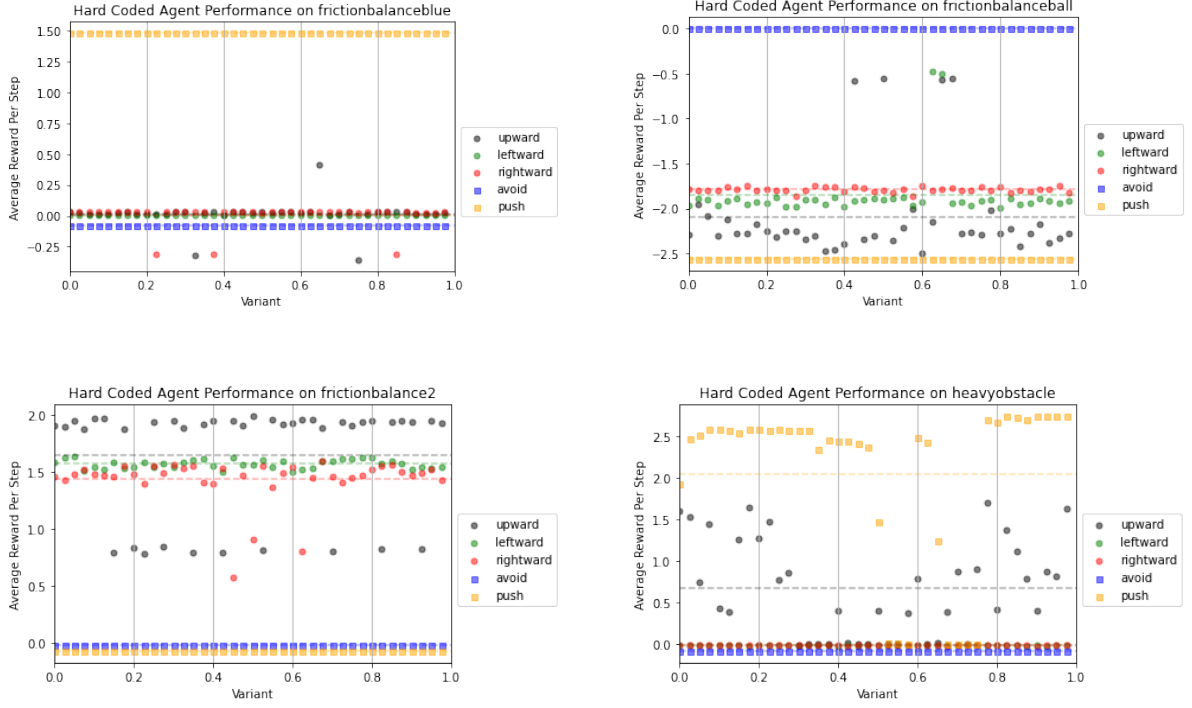 Hard Coded Agent Performance on frictionbalanceblue
Average Reward Per Step
1.50
1.25
1.00
0.75
0.50
0.25
0.00
−0.25
0.0 0.2 0.4 0.6 0.8 1.0
Variant
upward
leftward
rightward
avoid
push
Hard Coded Agent Performance on frictionbalanceball
Average Reward Per Step
0.0
−0.5
−1.0
−1.5
−2.0
−2.5
0.0 0.2 0.4 0.6 0.8 1.0
Variant
upward
leftward
rightward
avoid
push
Hard Coded Agent Performance on frictionbalance2
Average Reward Per Step
2.0
1.5
1.0
0.5
0.0
0.0 0.2 0.4 0.6 0.8 1.0
Variant
upward
leftward
rightward
avoid
push
Hard Coded Agent Performance on heavyobstacle
Average Reward Per Step
2.5
2.0
1.5
1.0
0.5
0.0
0.0 0.2 0.4 0.6 0.8 1.0
Variant
upward
leftward
rightward
avoid
push